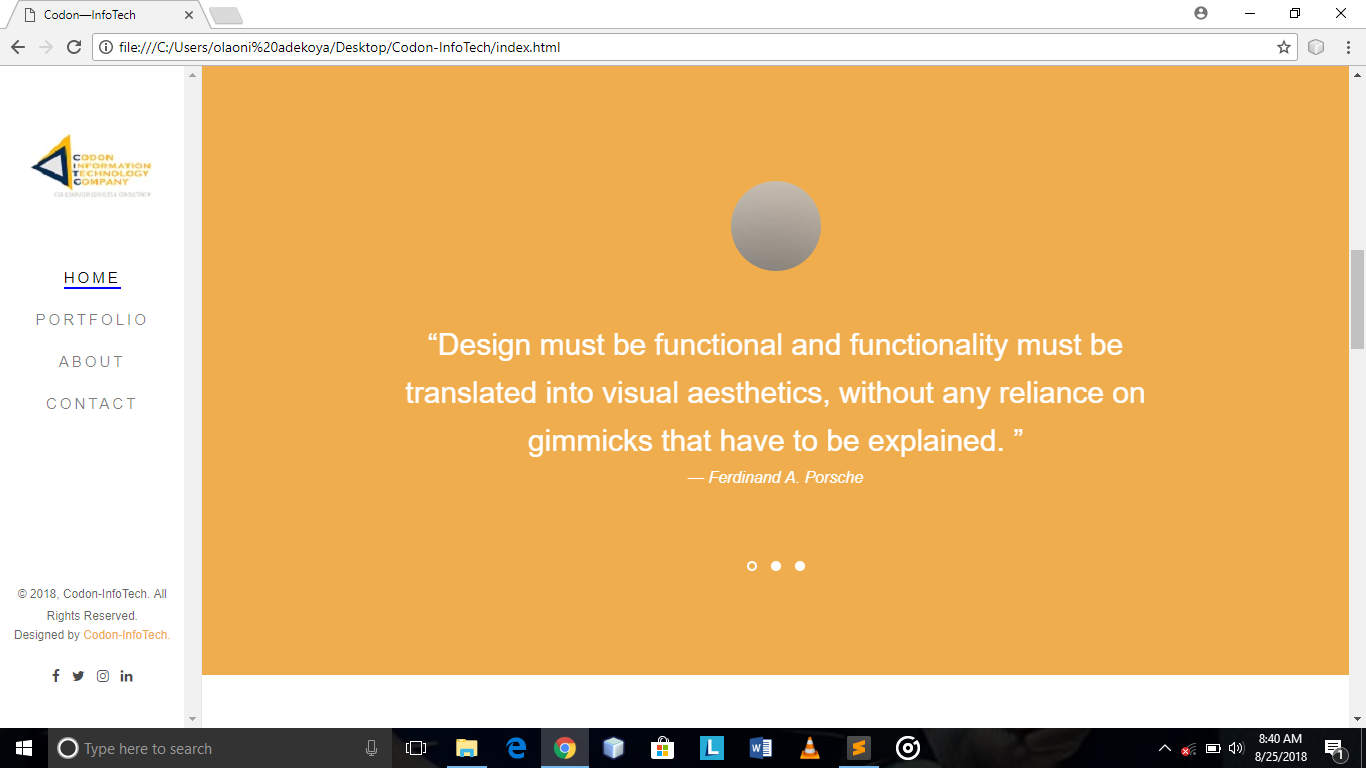 Codon—InfoTech
file:///C:/Users/olaoni%20adekoya/Desktop/Codon-InfoTech/index.html
CODON
INFORMATION
TECHNOLOGY
COMPANY
HOME
PORTFOLIO
ABOUT
CONTACT
© 2018, Codon-InfoTech. All
Rights Reserved.
Designed by Codon-InfoTech.
“Design must be functional and functionality must be
translated into visual aesthetics, without any reliance on
gimmicks that have to be explained. ”
— Ferdinand A. Porsche
Type here to search
8:40 AM
8/25/2018
1